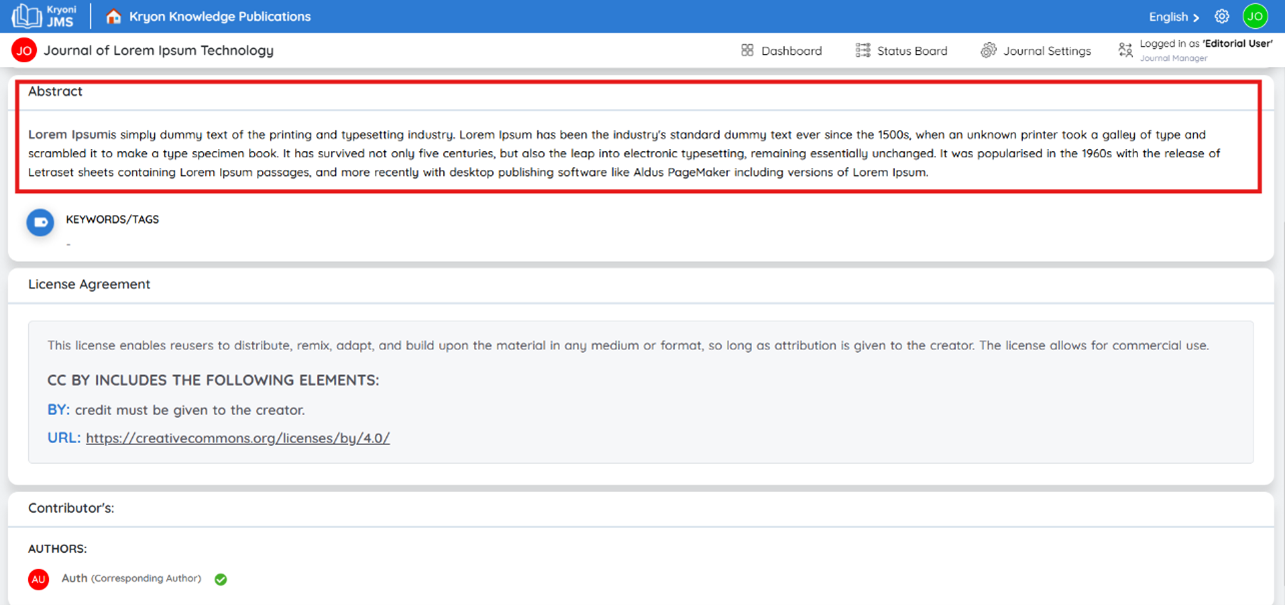 Kryoni JMS
Kryon Knowledge Publications
English
JO
JO
Journal of Lorem Ipsum Technology
Dashboard
Status Board
Journal Settings
Logged in as 'Editorial User'
Journal Manager
Abstract
Lorem Ipsumis simply dummy text of the printing and typesetting industry. Lorem Ipsum has been the industry's standard dummy text ever since the 1500s, when an unknown printer took a galley of type and
scrambled it to make a type specimen book. It has survived not only five centuries, but also the leap into electronic typesetting, remaining essentially unchanged. It was popularised in the 1960s with the release of
Letraset sheets containing Lorem Ipsum passages, and more recently with desktop publishing software like Aldus PageMaker including versions of Lorem Ipsum.
KEYWORDS/TAGS
-
License Agreement
This license enables reusers to distribute, remix, adapt, and build upon the material in any medium or format, so long as attribution is given to the creator. The license allows for commercial use.
CC BY INCLUDES THE FOLLOWING ELEMENTS:
BY: credit must be given to the creator.
URL: https://creativecommons.org/licenses/by/4.0/
Contributor's:
AUTHORS:
AU
Auth (Corresponding Author)